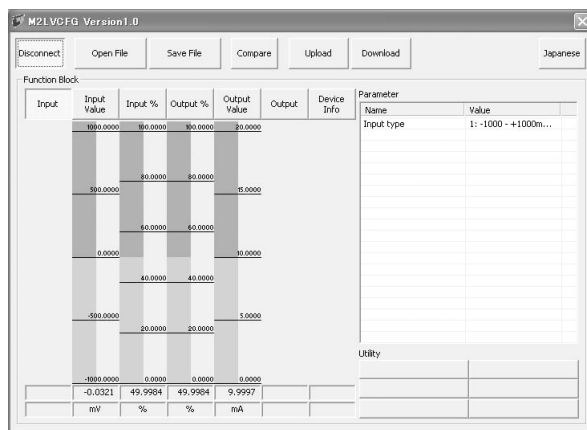 M2LVCFG Version1.0
Disconnect Open File Save File Compare Upload Download Japanese
Function Block
Input Input Value Input % Output % Output Value Output Device Info
1000.0000 100.0000 100.0000 20.0000
80.0000 80.0000
500.0000 15.0000
60.0000 60.0000
0.0000 10.0000
40.0000 40.0000
-500.0000 5.0000
20.0000 20.0000
-1000.0000 0.0000 0.0000 0.0000
-0.0321 49.9984 49.9984 9.9997
mV % % mA
Parameter
Name Value
Input type 1: -1000 - +1000m...
Utility